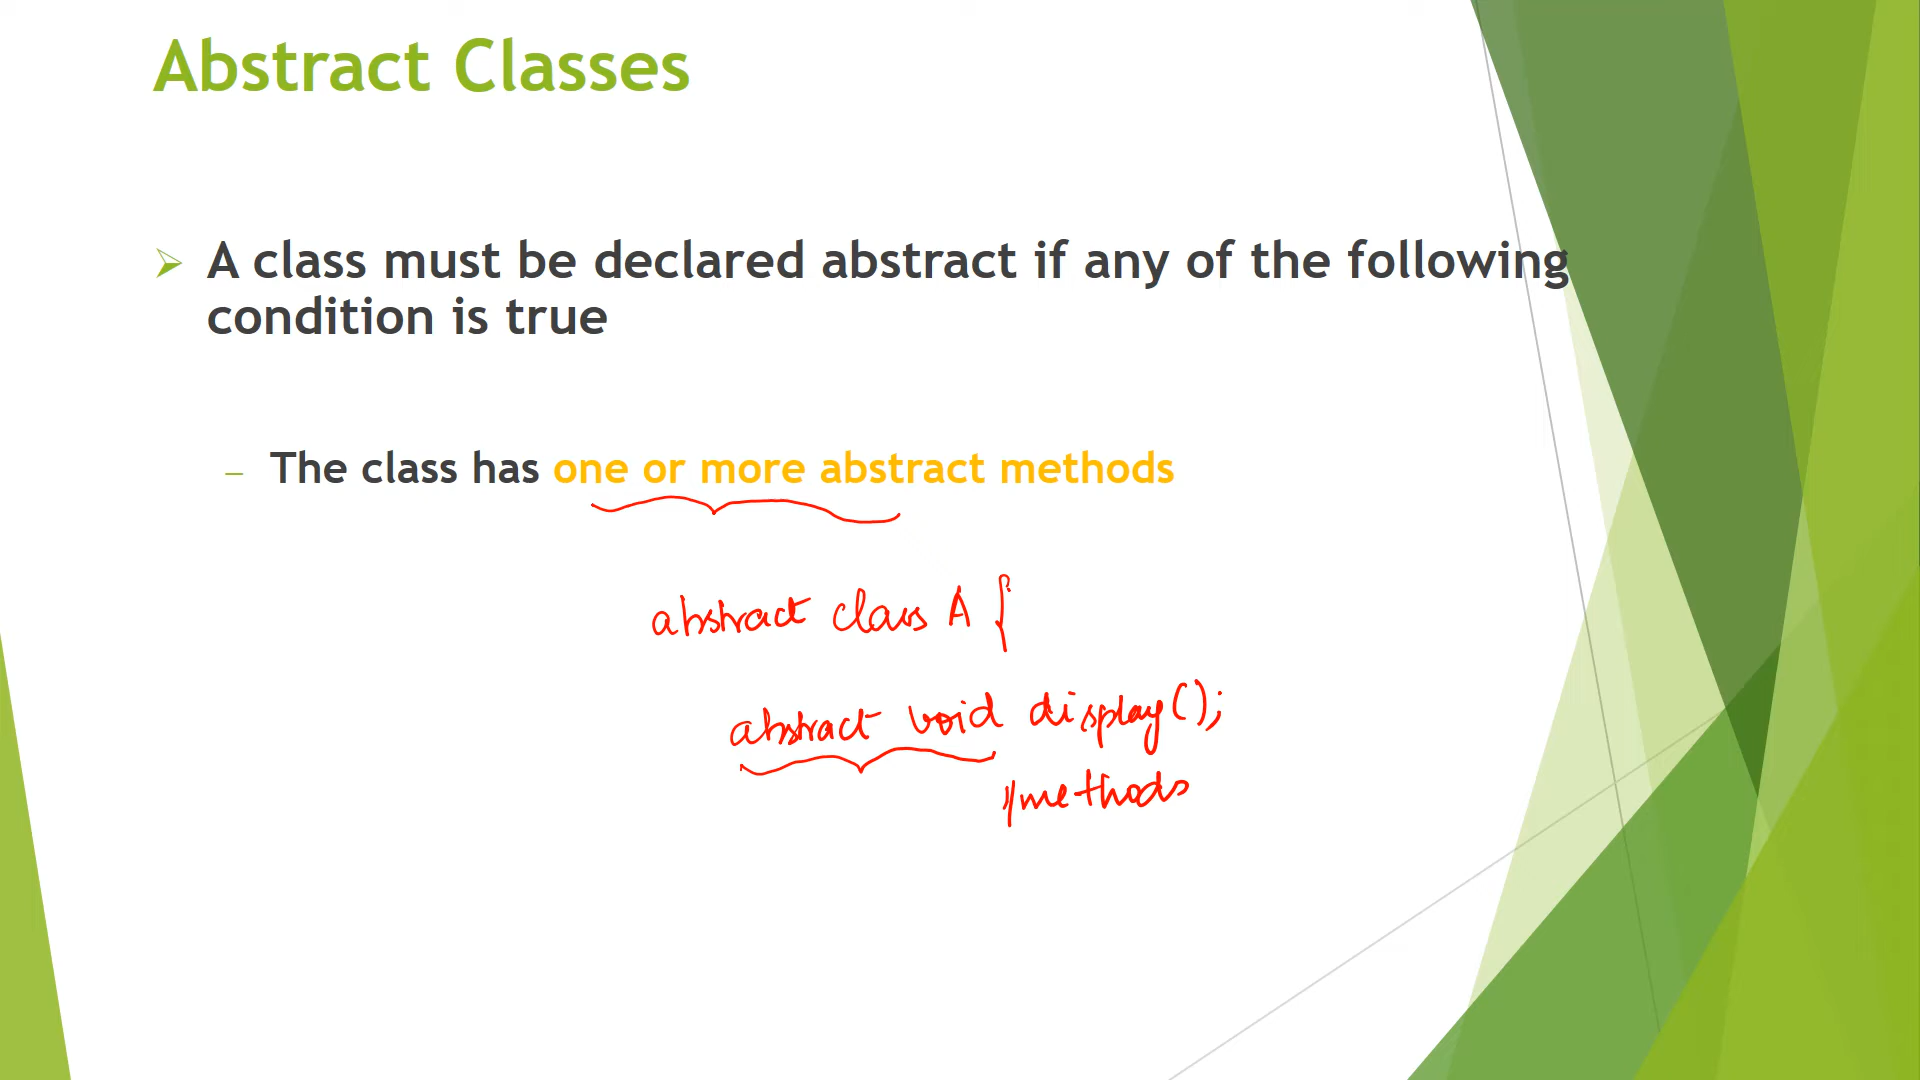 Abstract Classes
A class must be declared abstract if any of the following
condition is true
– The class has one or more abstract methods
abstract class A {
abstract void display();
//methods